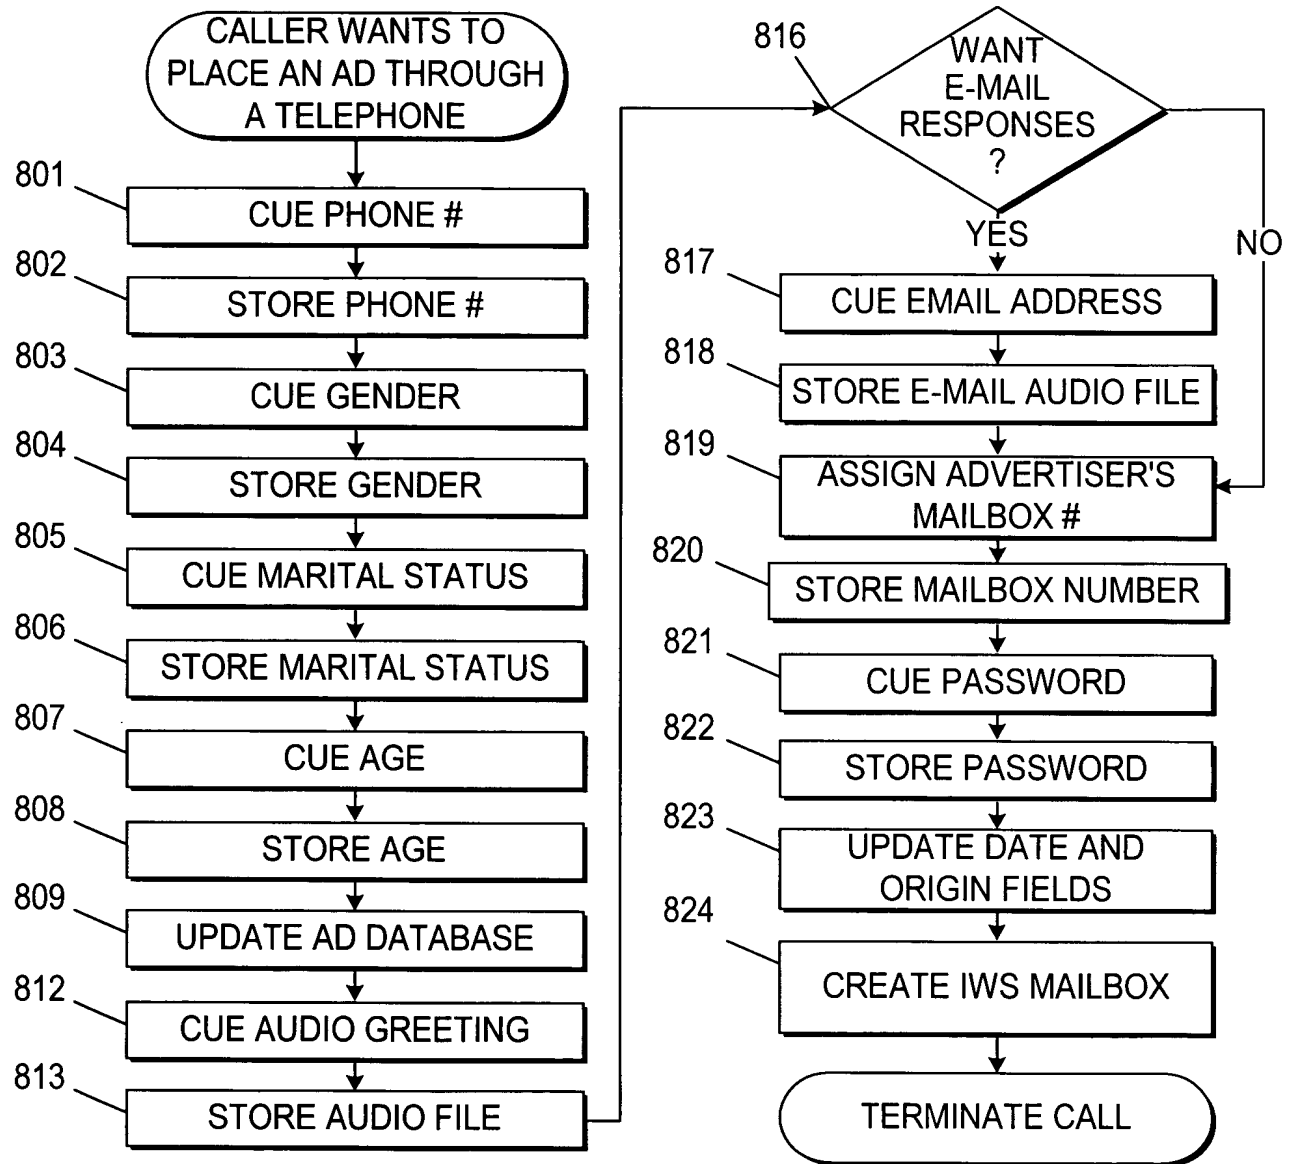 CALLER WANTS TO
PLACE AN AD THROUGH
A TELEPHONE
801
CUE PHONE #
802
STORE PHONE #
803
CUE GENDER
804
STORE GENDER
805
CUE MARITAL STATUS
806
STORE MARITAL STATUS
807
CUE AGE
808
STORE AGE
809
UPDATE AD DATABASE
812
CUE AUDIO GREETING
813
STORE AUDIO FILE
816
WANT
E-MAIL
RESPONSES
?
YES
NO
817
CUE EMAIL ADDRESS
818
STORE E-MAIL AUDIO FILE
819
ASSIGN ADVERTISER'S
MAILBOX #
820
STORE MAILBOX NUMBER
821
CUE PASSWORD
822
STORE PASSWORD
823
UPDATE DATE AND
ORIGIN FIELDS
824
CREATE IWS MAILBOX
TERMINATE CALL